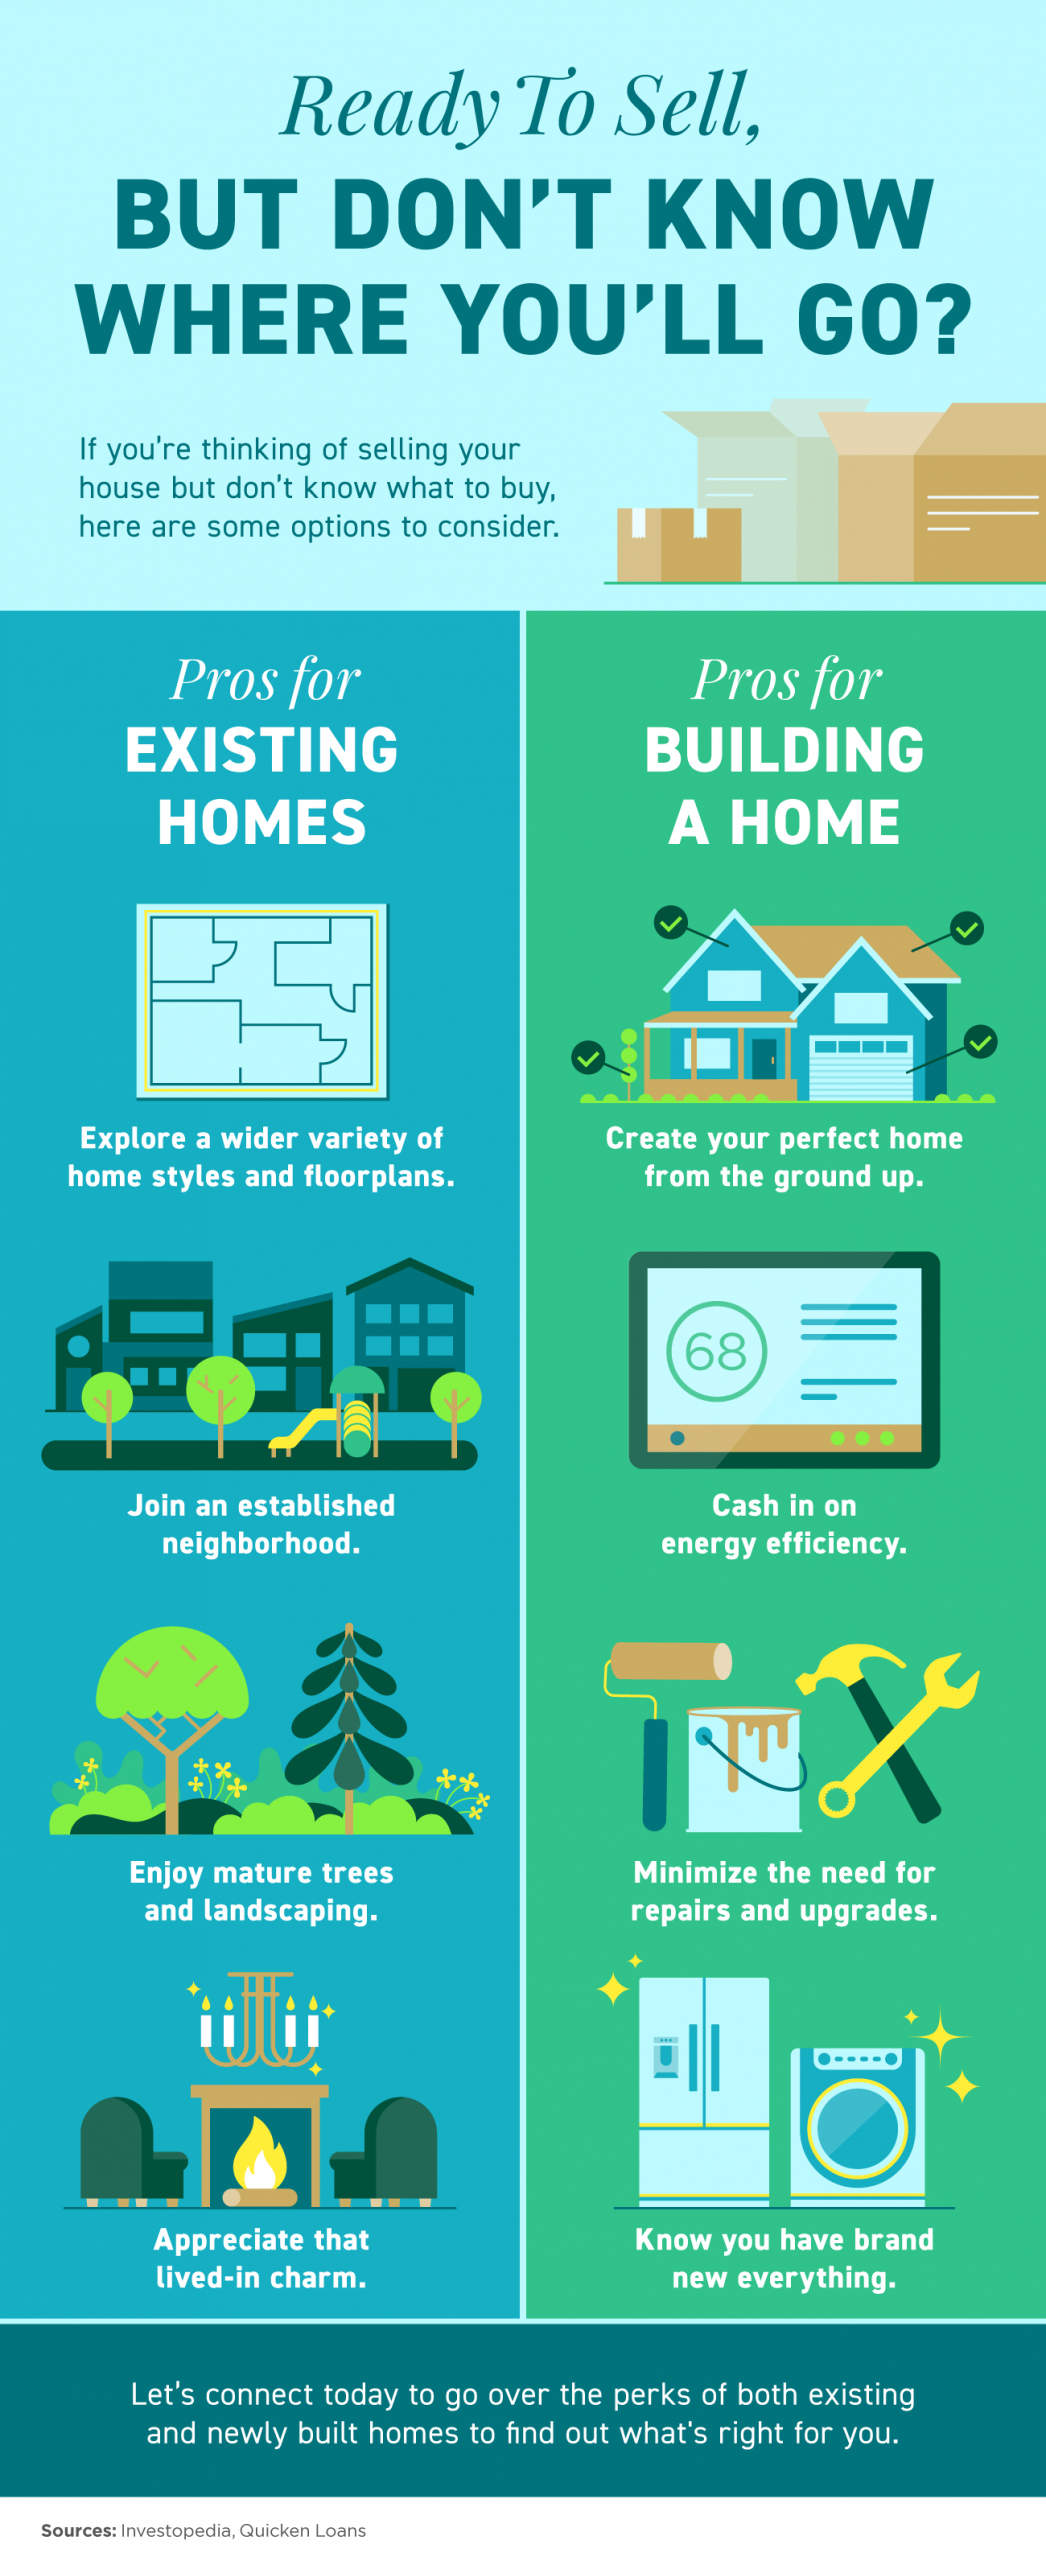 Ready To Sell,
BUT DON’T KNOW
WHERE YOU’LL GO?
If you’re thinking of selling your
house but don’t know what to buy,
here are some options to consider.
Pros for
EXISTING
HOMES
Explore a wider variety of
home styles and floorplans.
Join an established
neighborhood.
Enjoy mature trees
and landscaping.
Appreciate that
lived-in charm.
Pros for
BUILDING
A HOME
Create your perfect home
from the ground up.
68
Cash in on
energy efficiency.
Minimize the need for
repairs and upgrades.
Know you have brand
new everything.
Let’s connect today to go over the perks of both existing
and newly built homes to find out what's right for you.
Sources: Investopedia, Quicken Loans